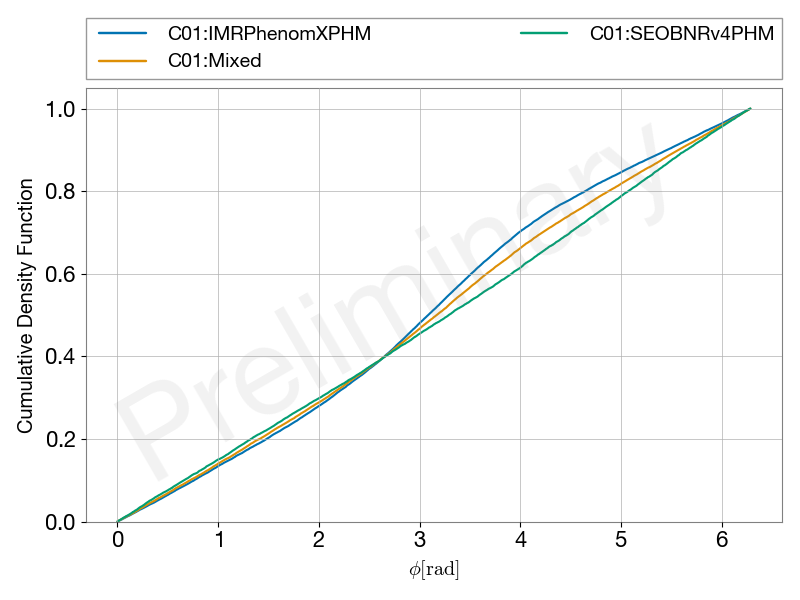 C01:IMRPhenomXPHM
C01:Mixed
C01:SEOBNRv4PHM
Cumulative Density Function
1.0
0.8
0.6
0.4
0.2
0.0
Preliminary
0 1 2 3 4 5 6
ϕ[rad]